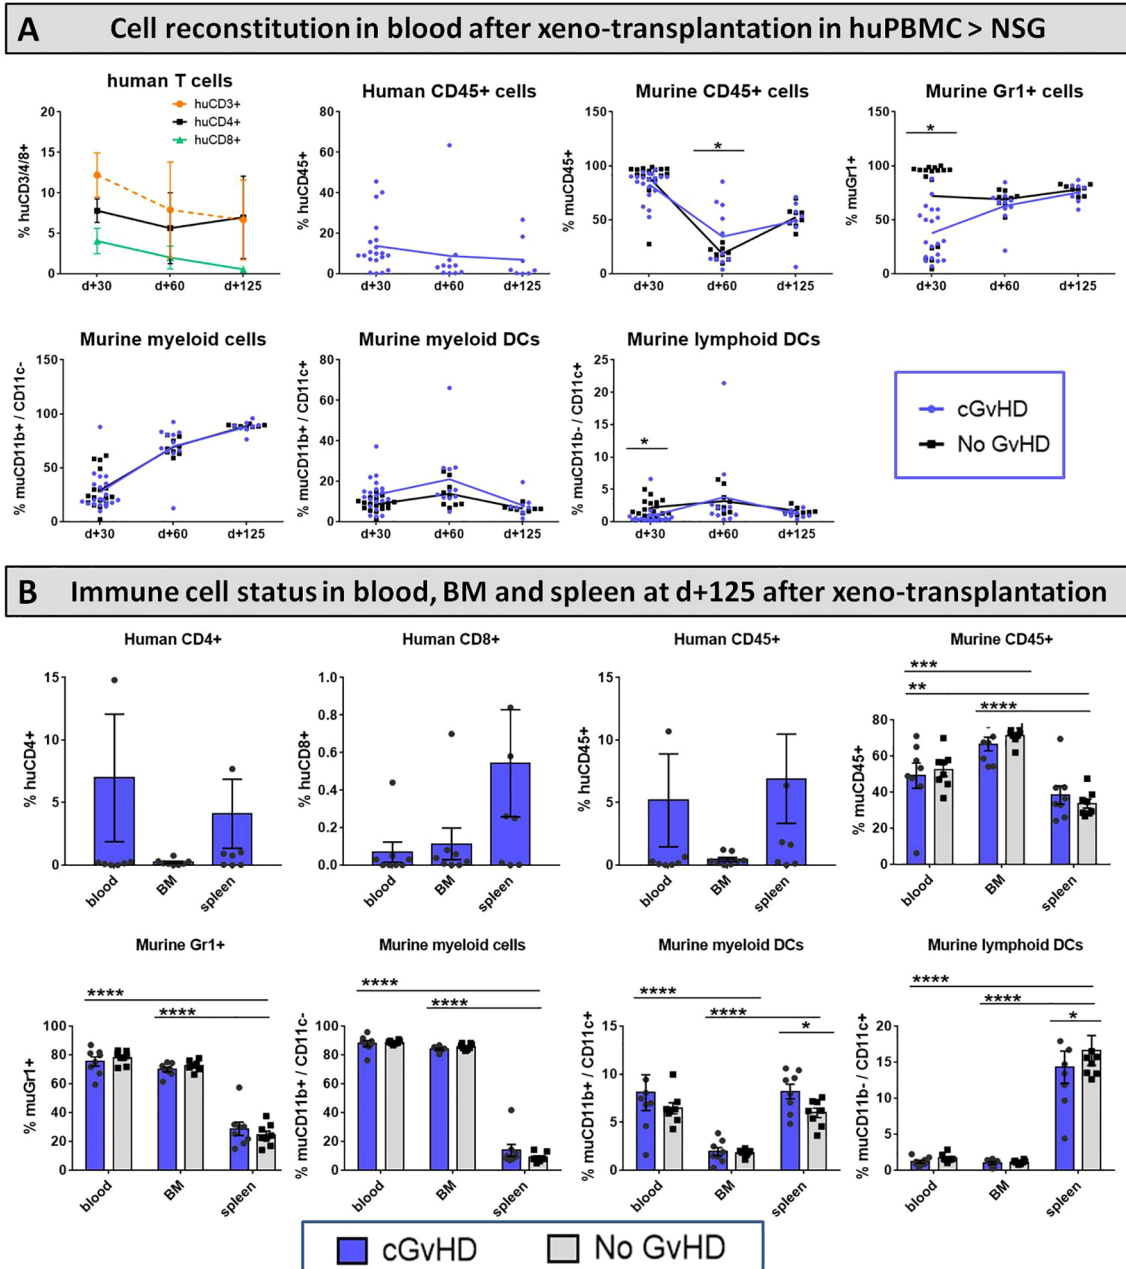 A Cell reconstitution in blood after xeno-transplantation in huPBMC > NSG
human T cells
huCD3+
huCD4+
huCD8+
% huCD3/4/8+
20
15
10
5
0
d+30 d+60 d+125
Human CD45+ cells
% huCD45+
80
60
40
20
0
d+30 d+60 d+125
Murine CD45+ cells
% muCD45+
150
100
50
0
*
*
d+30 d+60 d+125
Murine Gr1+ cells
% muGr1+
150
100
50
0
*
d+30 d+60 d+125
Murine myeloid cells
% muCD11b+ / CD11c-
150
100
50
0
d+30 d+60 d+125
Murine myeloid DCs
% muCD11b+ / CD11c+
80
60
40
20
0
d+30 d+60 d+125
Murine lymphoid DCs
% muCD11b- / CD11c+
25
20
15
10
5
0
*
d+30 d+60 d+125
cGvHD
No GvHD
B Immune cell status in blood, BM and spleen at d+125 after xeno-transplantation
Human CD4+
% huCD4+
15
10
5
0
blood BM spleen
Human CD8+
% huCD8+
1.0
0.8
0.6
0.4
0.2
0.0
blood BM spleen
Human CD45+
% huCD45+
15
10
5
0
blood BM spleen
Murine CD45+
% muCD45+
***
**
****
80
60
40
20
0
blood BM spleen
Murine Gr1+
% muGr1+
****
****
100
80
60
40
20
0
blood BM spleen
Murine myeloid cells
% muCD11b+ / CD11c-
****
****
100
80
60
40
20
0
blood BM spleen
Murine myeloid DCs
% muCD11b+ / CD11c+
****
****
*
15
10
5
0
blood BM spleen
Murine lymphoid DCs
% muCD11b- / CD11c+
****
****
*
20
15
10
5
0
blood BM spleen
cGvHD No GvHD